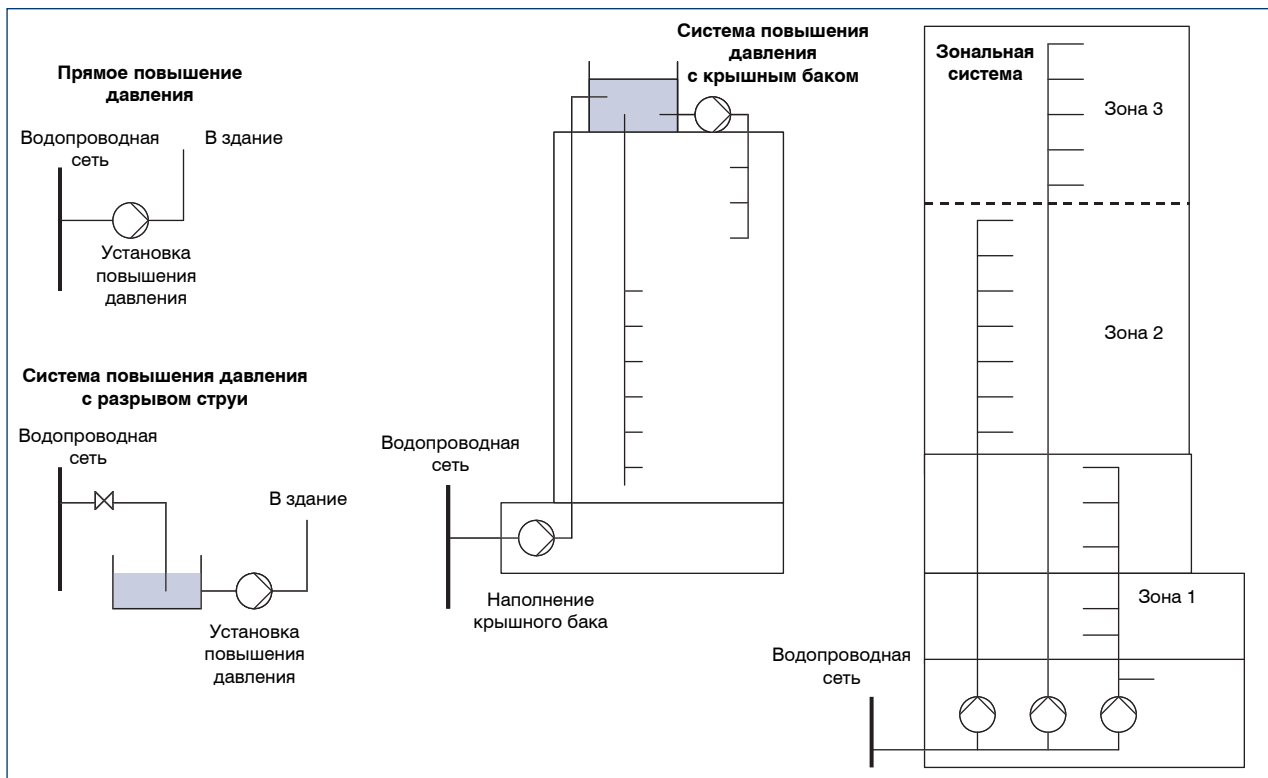 Прямое повышение
давления
Водопроводная
сеть
В здание
Установка
повышения
давления
Система повышения давления
с разрывом струи
Водопроводная
сеть
В здание
Установка
повышения
давления
Система повышения
давления
с крышным баком
Водопроводная
сеть
Наполнение
крышного бака
Зональная
система
Зона 3
Зона 2
Зона 1
Водопроводная
сеть